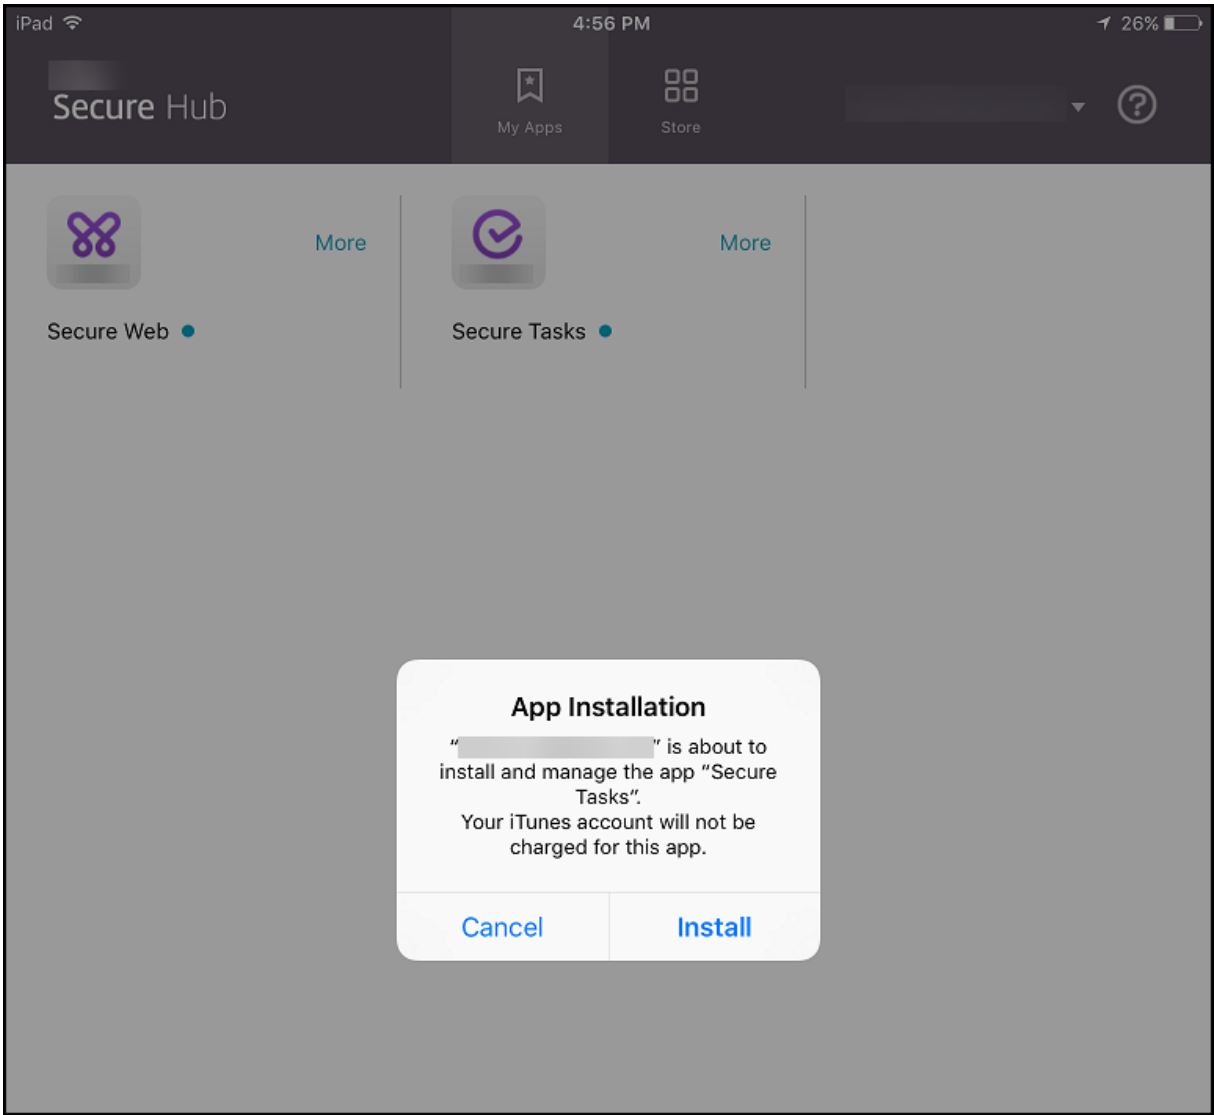 iPad 4:56 PM 26%
Secure Hub
My Apps
Store
More
More
Secure Web
Secure Tasks
App Installation
“ ” is about to
install and manage the app “Secure
Tasks”.
Your iTunes account will not be
charged for this app.
Cancel
Install